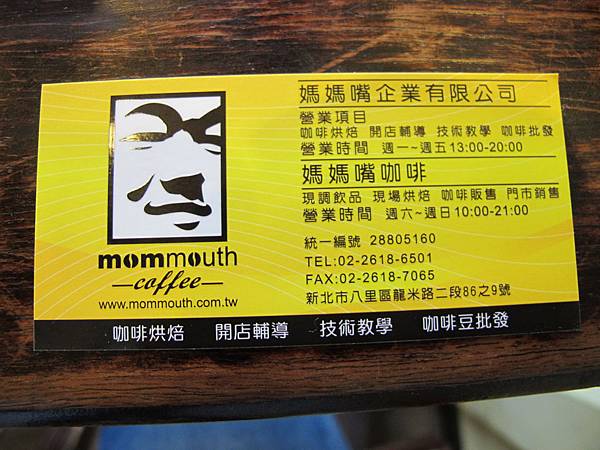 mommouth
coffee
www.mommouth.com.tw
媽媽嘴企業有限公司
營業項目
咖啡烘焙 開店輔導 技術教學 咖啡批發
營業時間 週一~週五13:00-20:00
媽媽嘴咖啡
現調飲品 現場烘焙 咖啡販售 門市銷售
營業時間 週六~週日10:00-21:00
統一編號 28805160
TEL:02-2618-6501
FAX:02-2618-7065
新北市八里區龍米路二段86之9號
咖啡烘焙 開店輔導 技術教學 咖啡豆批發